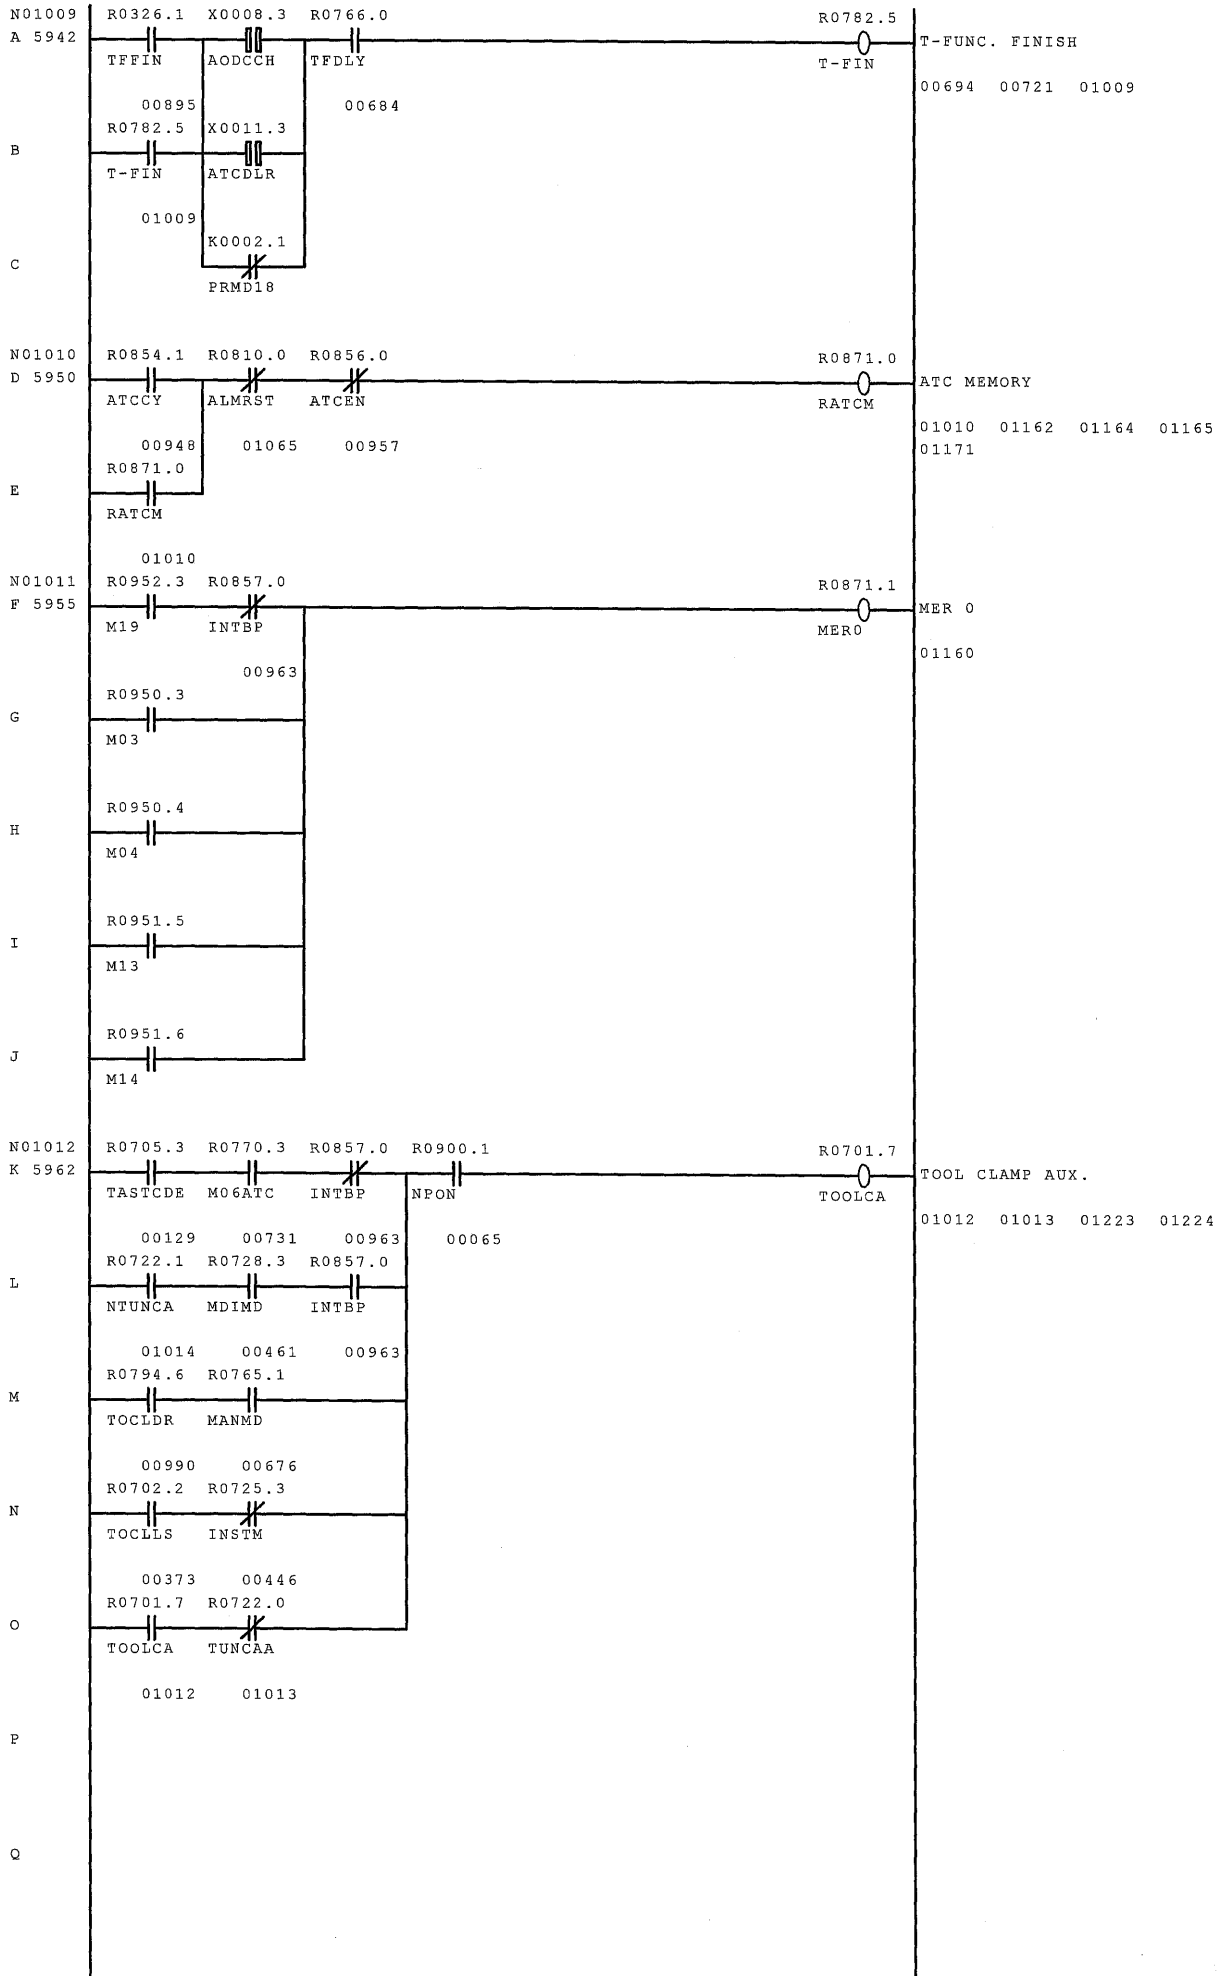 N01009 R0326.1 X0008.3 R0766.0 R0782.5
A 5942 T-FUNC. FINISH
TFFIN AODCCH TFDLY T-FIN
00694 00721 01009
00895 00684
R0782.5 X0011.3
B
T-FIN ATCDLR
01009
K0002.1
C
PRMD18
N01010 R0854.1 R0810.0 R0856.0 R0871.0
D 5950 ATC MEMORY
ATCCY ALMRST ATCEN RATCM
01010 01162 01164 01165
00948 01065 00957
01171
R0871.0
E
RATCM
01010
N01011 R0952.3 R0857.0 R0871.1
F 5955 MER 0
M19 INTBP MER0
01160
00963
R0950.3
G
M03
R0950.4
H
M04
R0951.5
I
M13
R0951.6
J
M14
N01012 R0705.3 R0770.3 R0857.0 R0900.1 R0701.7
K 5962 TOOL CLAMP AUX.
TASTCDE M06ATC INTBP NPON TOOLCA
01012 01013 01223 01224
00129 00731 00963 00065
R0722.1 R0728.3 R0857.0
L
NTUNCA MDIMD INTBP
01014 00461 00963
R0794.6 R0765.1
M
TOCLDR MANMD
00990 00676
R0702.2 R0725.3
N
TOCLLS INSTM
00373 00446
R0701.7 R0722.0
O
TOOLCA TUNCAA
01012 01013
P
Q